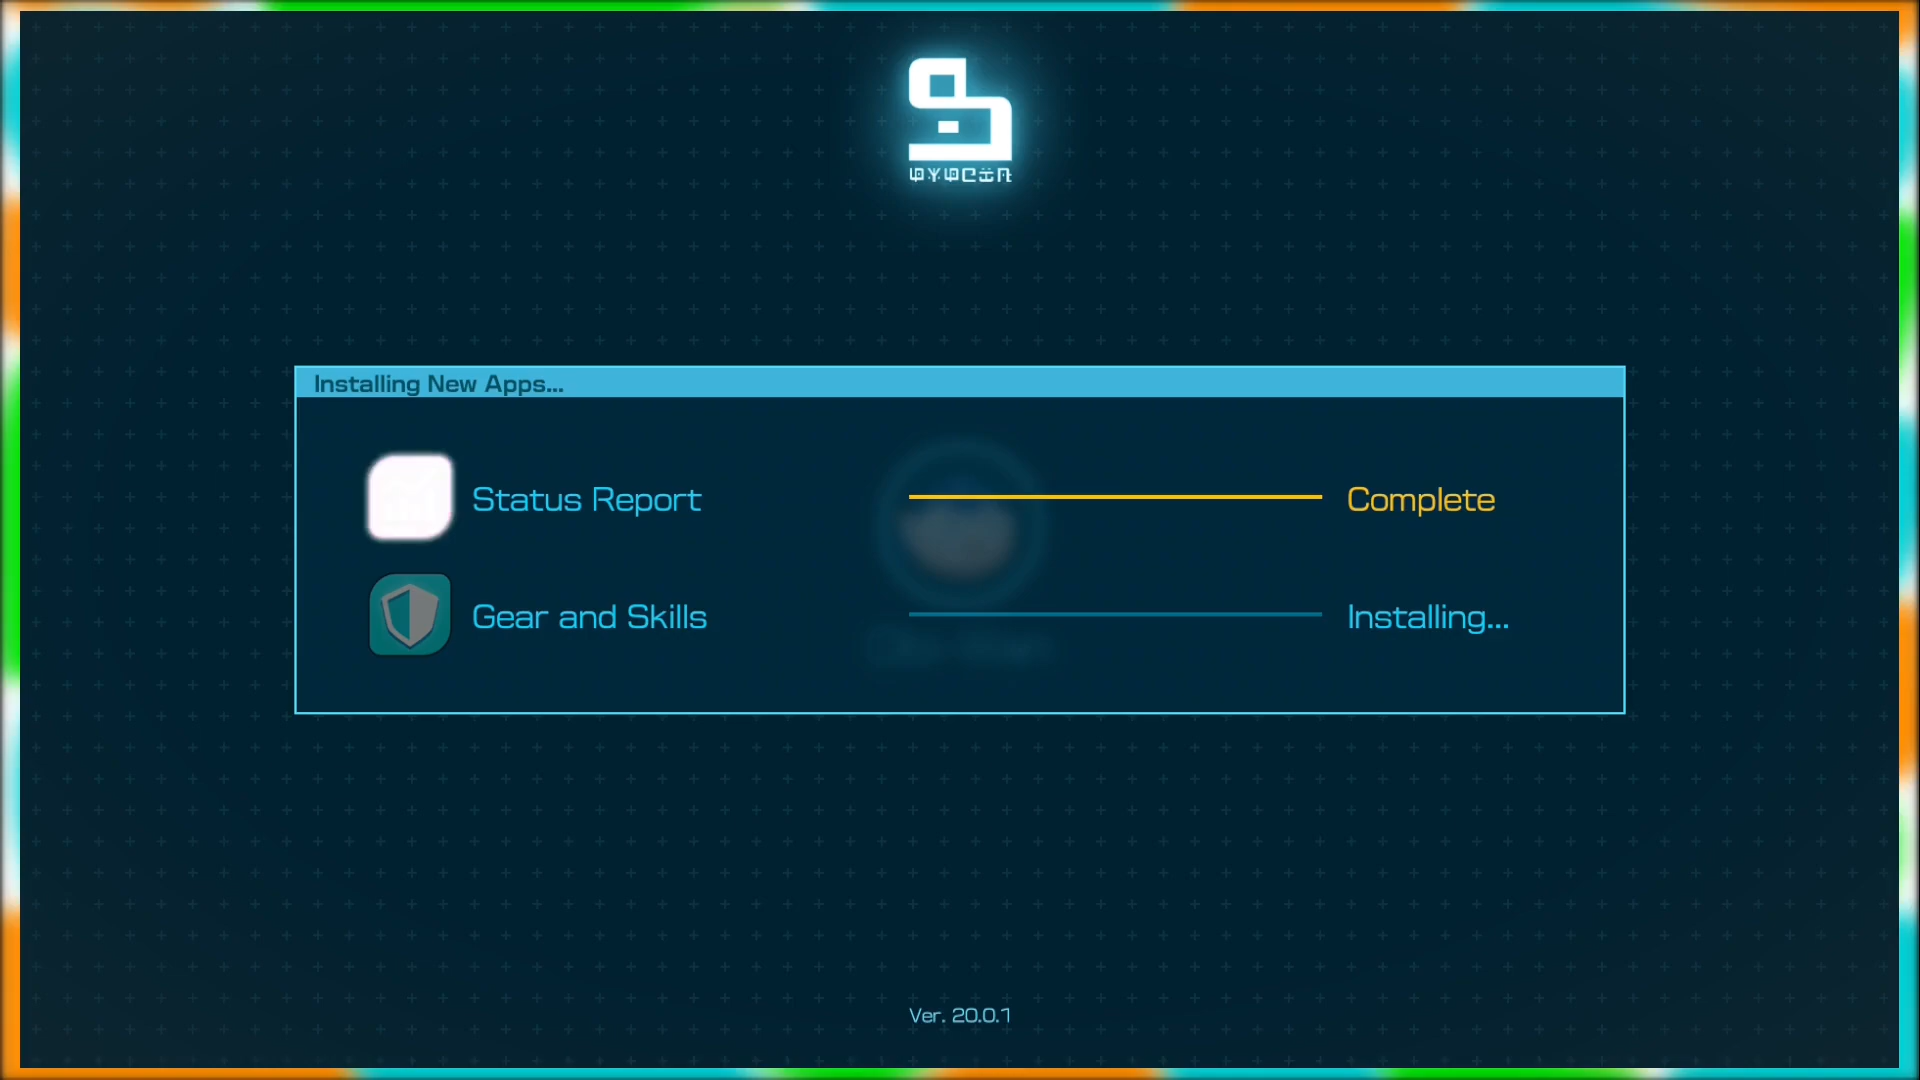 Installing New Apps...
Status Report Complete
Gear and Skills Installing...
Ver. 20.0.1